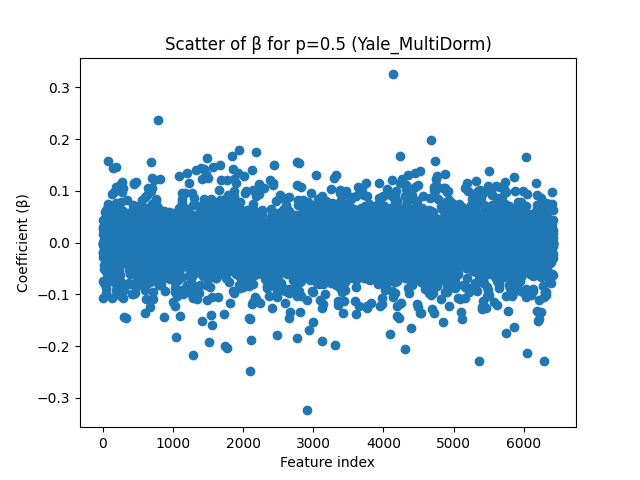 Scatter of β for p=0.5 (Yale_MultiDorm)
0.3
0.2
0.1
0.0
−0.1
−0.2
−0.3
Coefficient (β)
0 1000 2000 3000 4000 5000 6000
Feature index